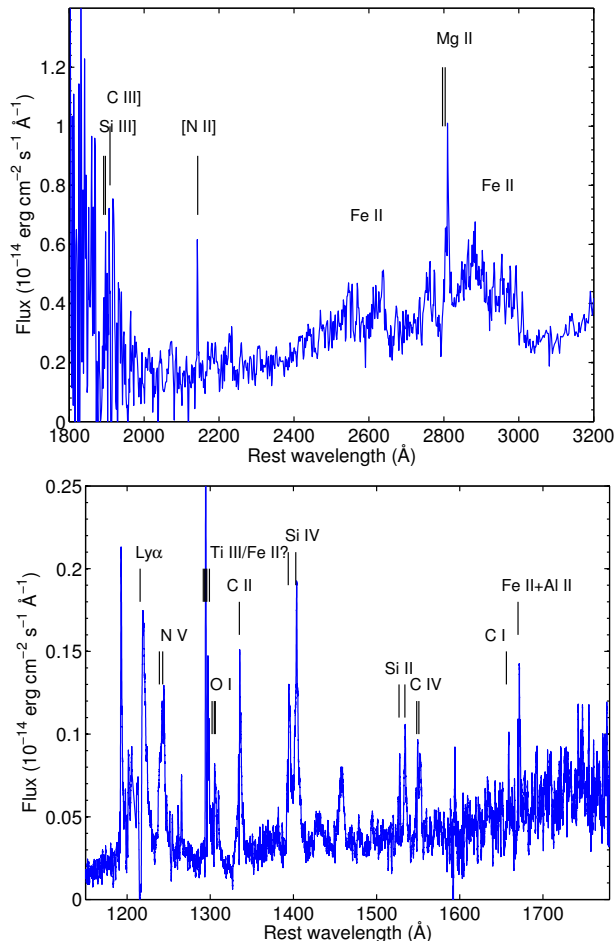 Mg II
C III]
Si III]
[N II]
Fe II
Fe II
Flux (10⁻¹⁴ erg cm⁻² s⁻¹ Å⁻¹)
1.2
1
0.8
0.6
0.4
0.2
0
1800 2000 2200 2400 2600 2800 3000 3200
Rest wavelength (Å)
Lyα
Ti III/Fe II?
Si IV
C II
N V
O I
Si II
C IV
C I
Fe II+Al II
Flux (10⁻¹⁴ erg cm⁻² s⁻¹ Å⁻¹)
0.25
0.2
0.15
0.1
0.05
0
1200 1300 1400 1500 1600 1700
Rest wavelength (Å)